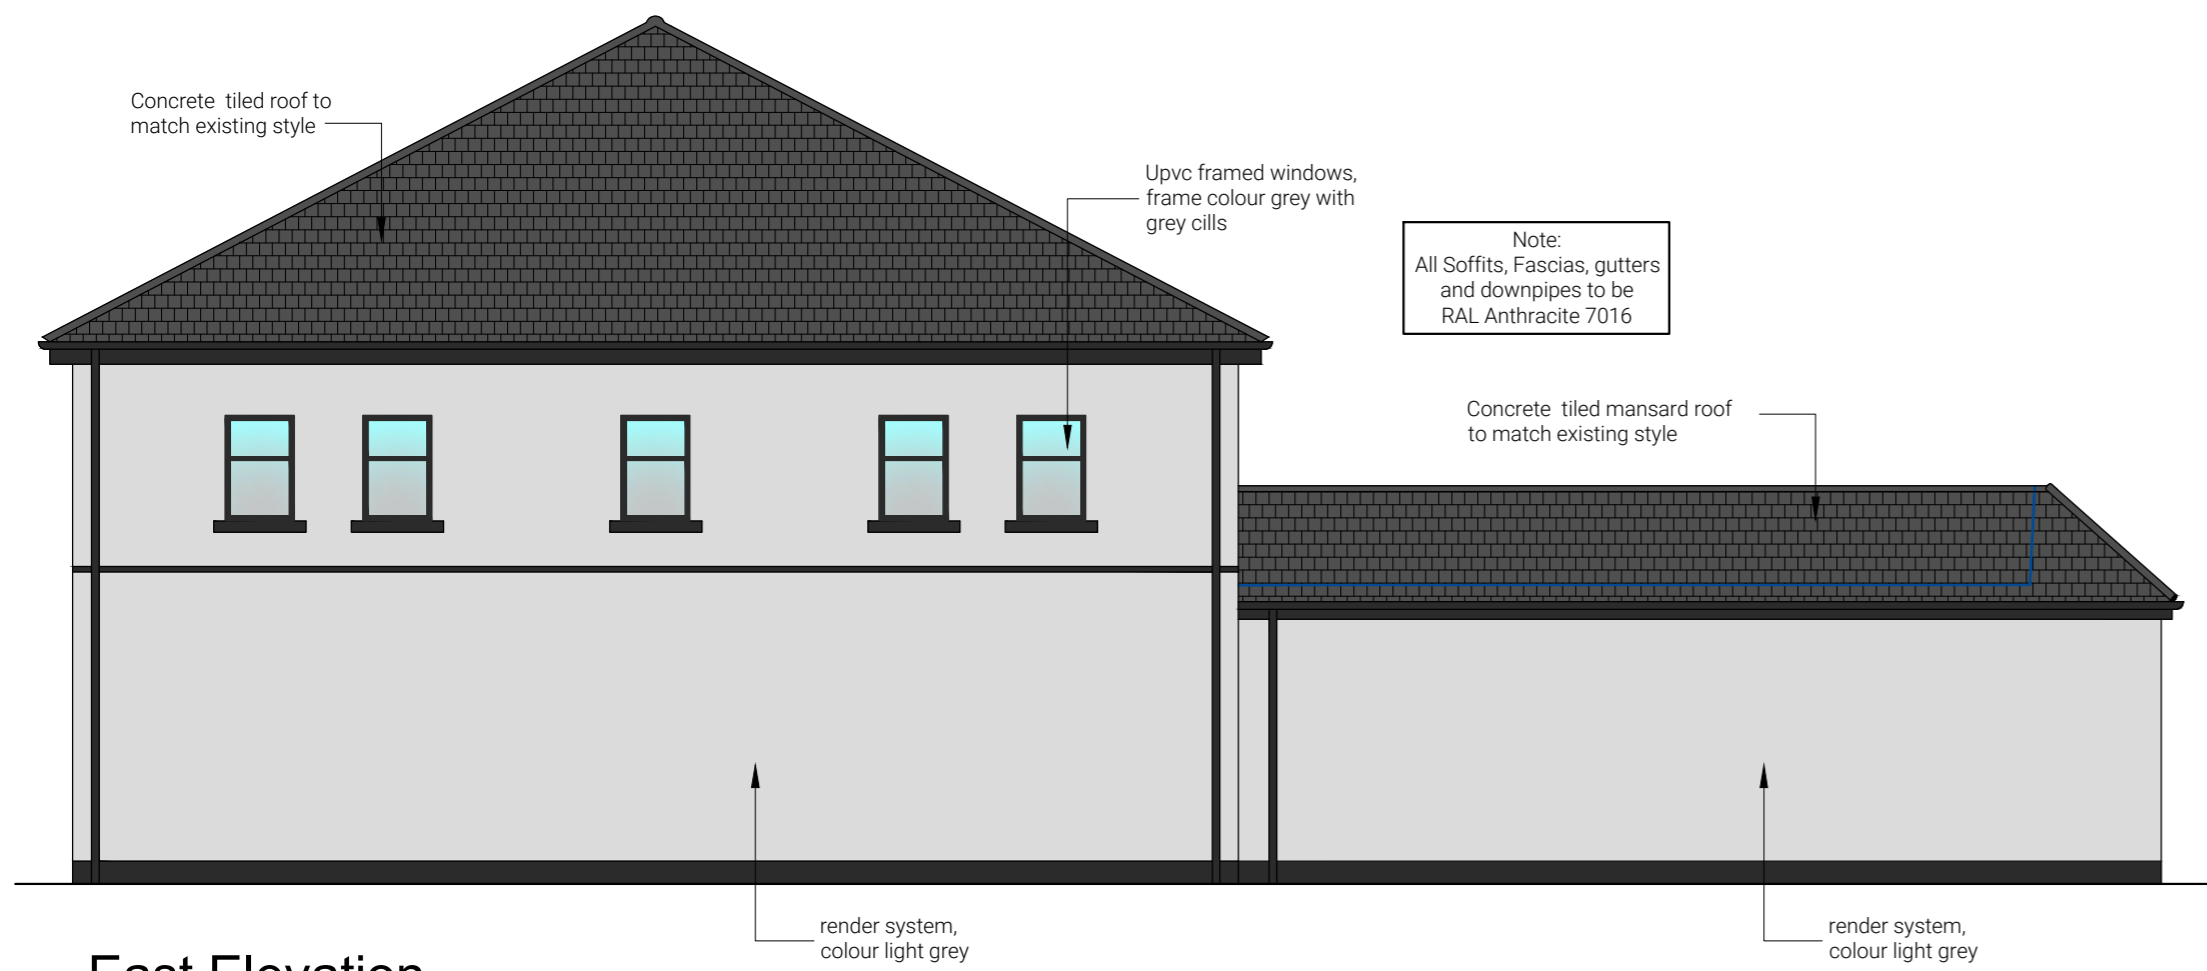 Concrete tiled roof to
match existing style
Upvc framed windows,
frame colour grey with
grey cills
Note:
All Soffits, Fascias, gutters
and downpipes to be
RAL Anthracite 7016
Concrete tiled mansard roof
to match existing style
render system,
colour light grey
render system,
colour light grey
East Elevation